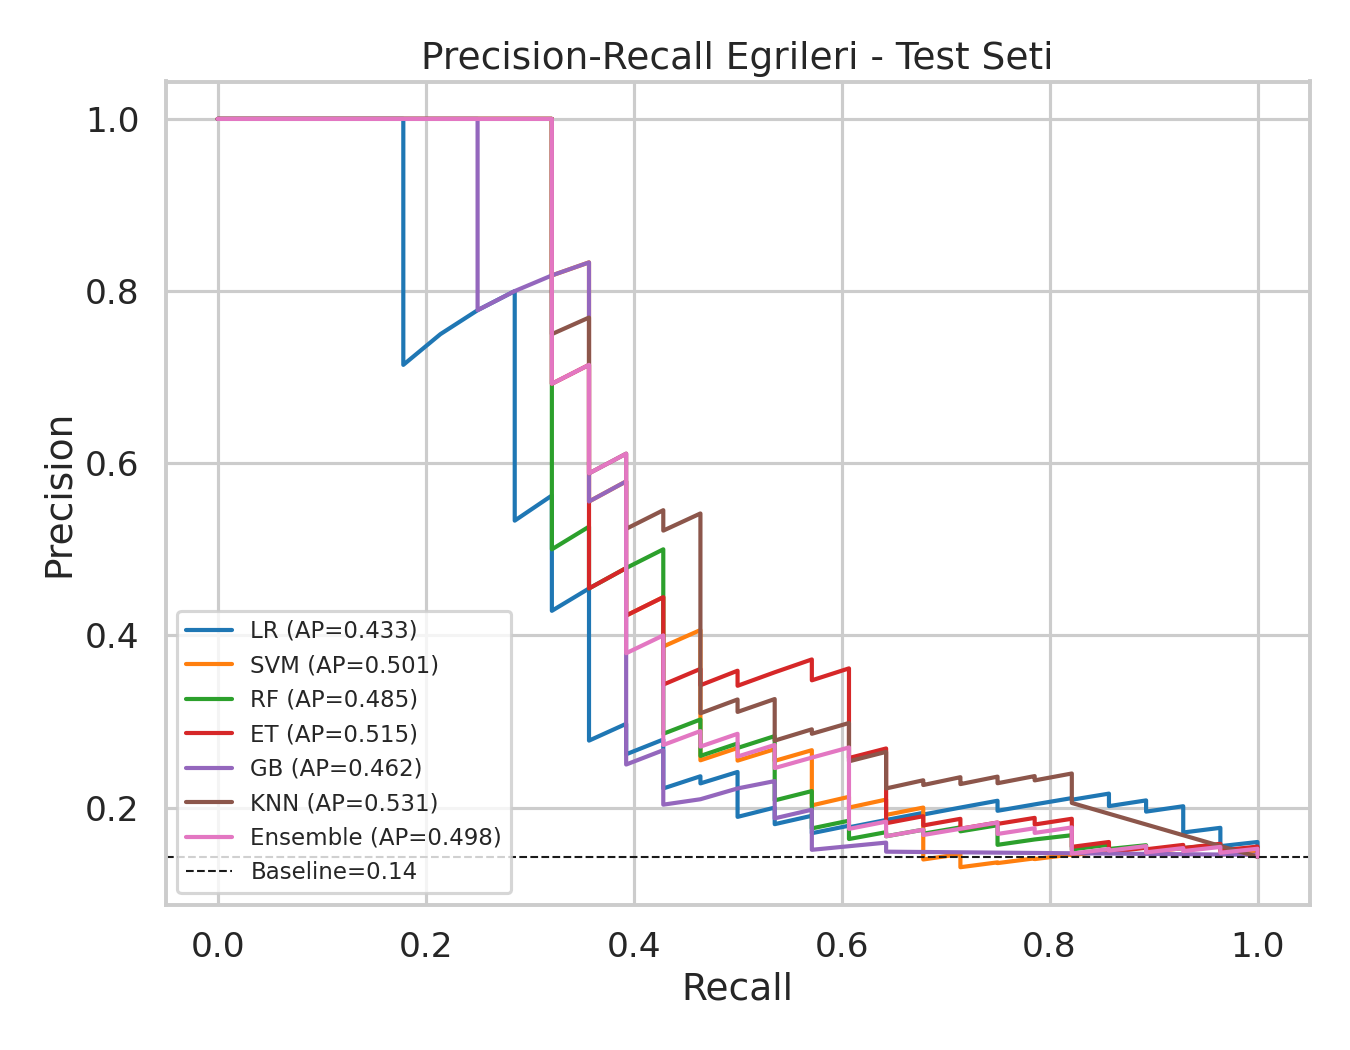 Precision-Recall Egrileri - Test Seti
1.0
0.8
0.6
0.4
0.2
Precision
LR (AP=0.433)
SVM (AP=0.501)
RF (AP=0.485)
ET (AP=0.515)
GB (AP=0.462)
KNN (AP=0.531)
Ensemble (AP=0.498)
Baseline=0.14
0.0 0.2 0.4 0.6 0.8 1.0
Recall